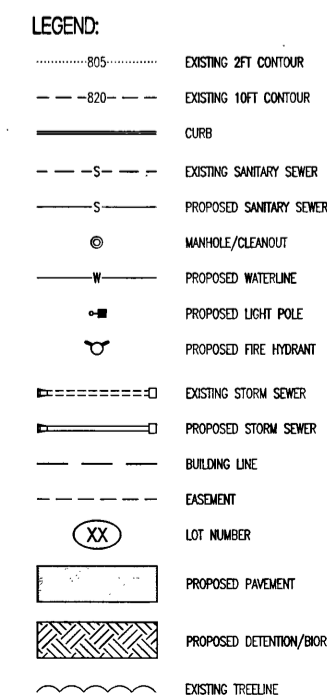 LEGEND:
805 EXISTING 2FT CONTOUR
820 EXISTING 10FT CONTOUR
CURB
S EXISTING SANITARY SEWER
S PROPOSED SANITARY SEWER
MANHOLE/CLEANOUT
W PROPOSED WATERLINE
PROPOSED LIGHT POLE
PROPOSED FIRE HYDRANT
EXISTING STORM SEWER
PROPOSED STORM SEWER
BUILDING LINE
EASEMENT
XX LOT NUMBER
PROPOSED PAVEMENT
PROPOSED DETENTION/BIOR
EXISTING TREELINE